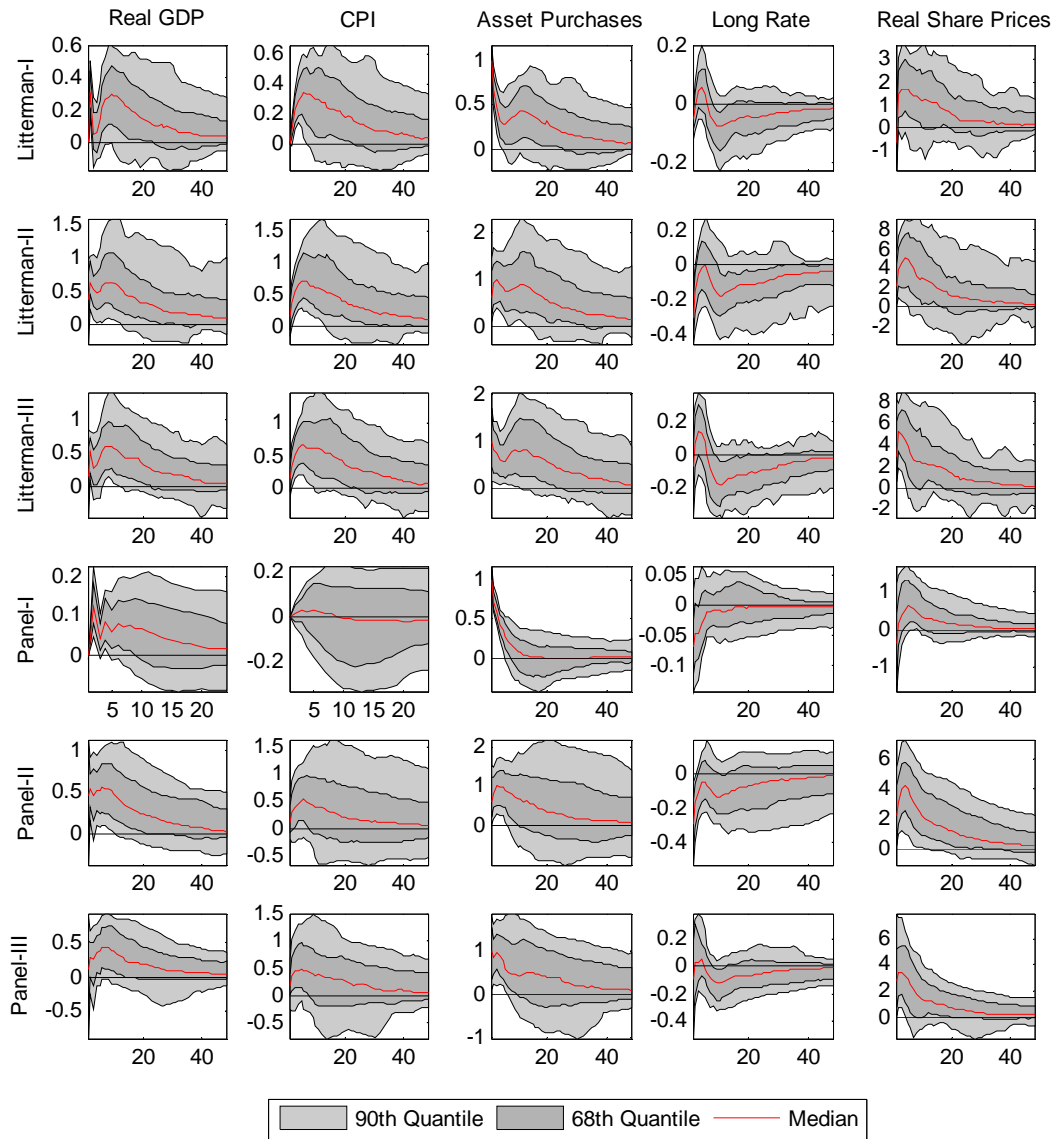 Real GDP CPI Asset Purchases Long Rate Real Share Prices
Litterman-I
0.6 0.4 0.2 0
20 40
0.6 0.4 0.2 0
20 40
1 0.5 0
20 40
0.2 0 -0.2
20 40
3 2 1 0 -1
20 40
Litterman-II
1.5 1 0.5 0
20 40
1.5 1 0.5 0
20 40
2 1 0
20 40
0.2 0 -0.2 -0.4
20 40
8 6 4 2 0 -2
20 40
Litterman-III
1 0.5 0
20 40
1 0.5 0
20 40
2 1 0
20 40
0.2 0 -0.2
20 40
8 6 4 2 0 -2
20 40
Panel-I
0.2 0.1 0
5 10 15 20
0.2 0 -0.2
5 10 15 20
1 0.5 0
20 40
0.05 0 -0.05 -0.1
20 40
1 0 -1
20 40
Panel-II
1 0.5 0
20 40
1.5 1 0.5 0 -0.5
20 40
2 1 0
20 40
0 -0.2 -0.4
20 40
6 4 2 0
20 40
Panel-III
0.5 0 -0.5
20 40
1.5 1 0.5 0 -0.5
20 40
1 0 -1
20 40
0.2 0 -0.2 -0.4
20 40
6 4 2 0
20 40
90th Quantile 68th Quantile Median